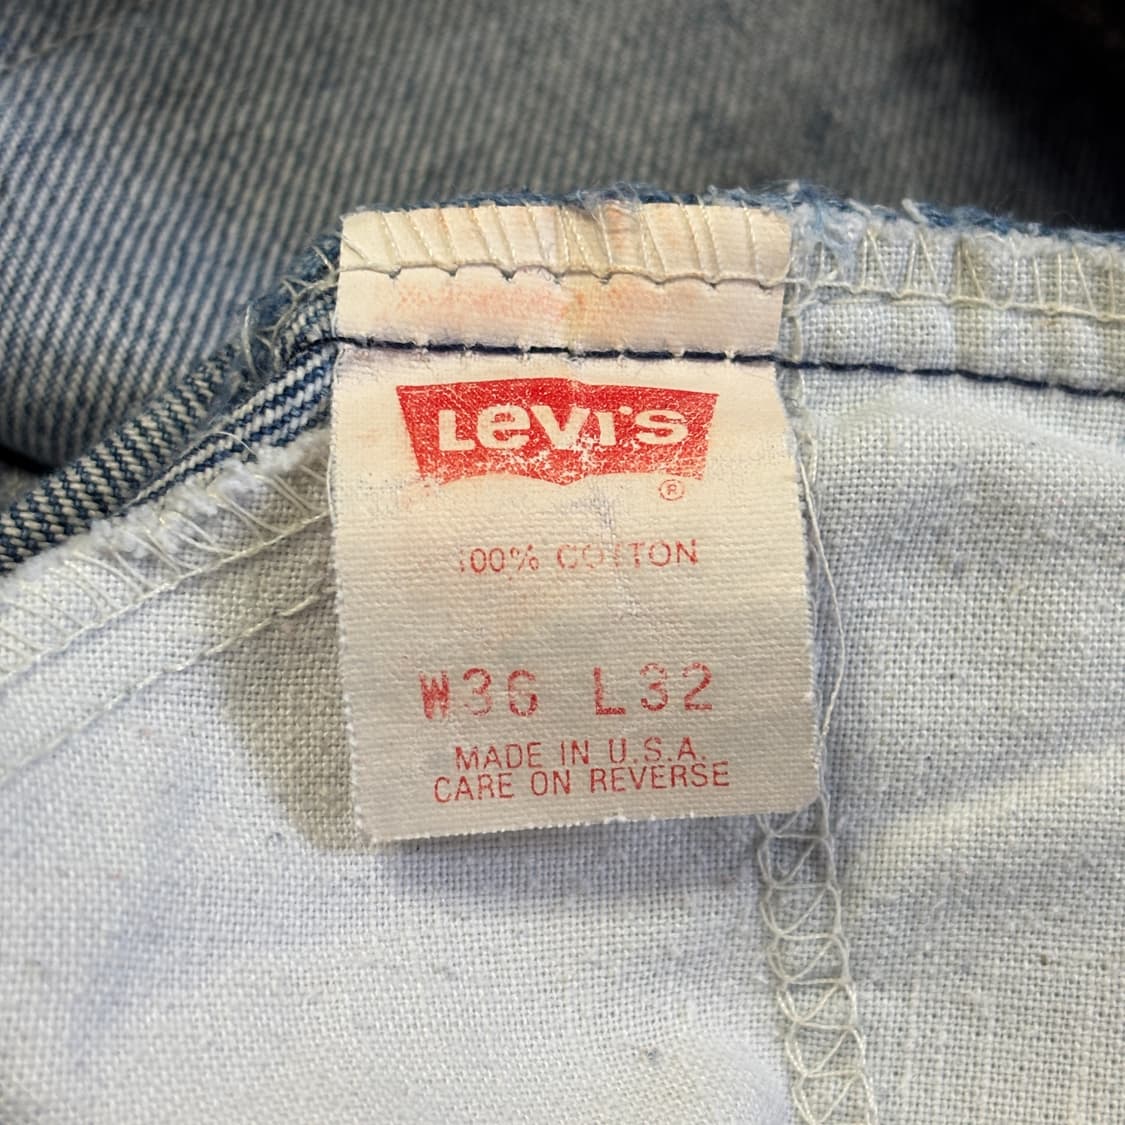 Levi's
®
100% COTTON
W36 L32
MADE IN U.S.A.
CARE ON REVERSE